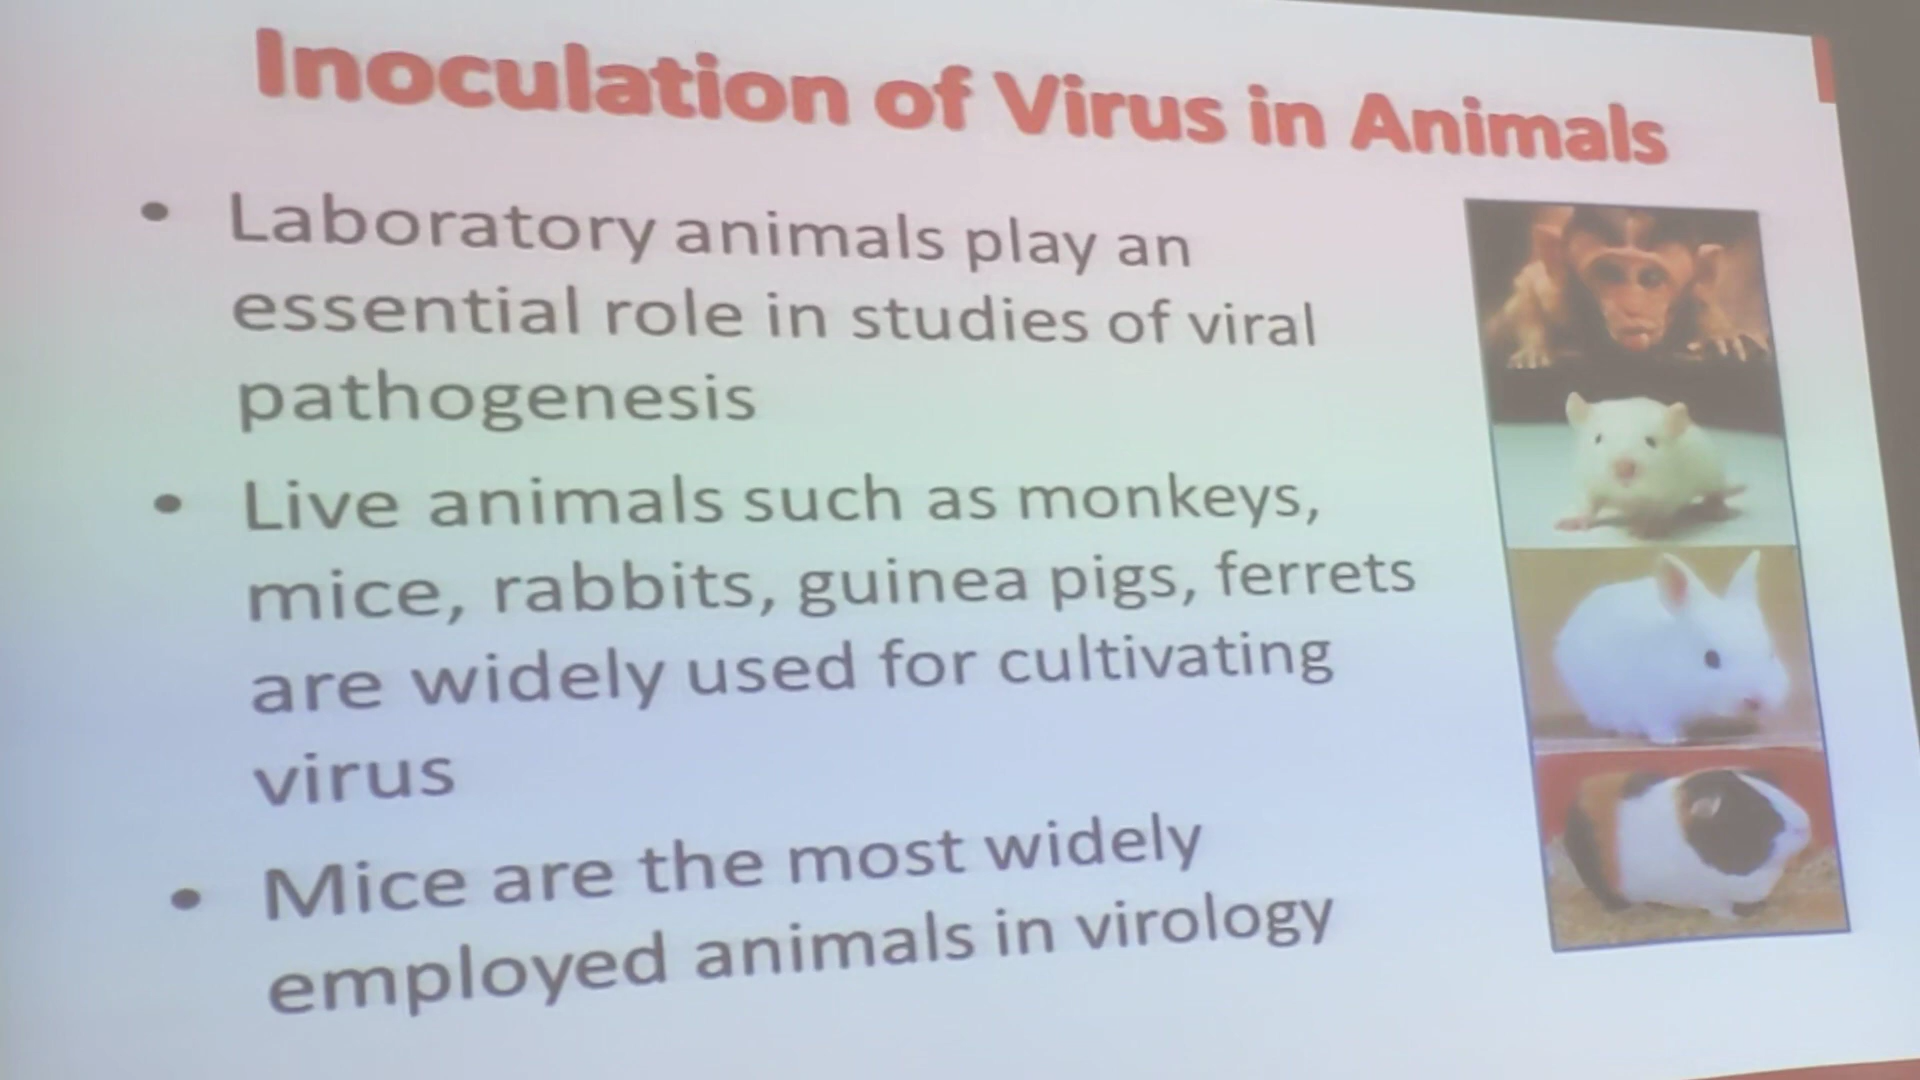 Inoculation of Virus in Animals
• Laboratory animals play an
essential role in studies of viral
pathogenesis
• Live animals such as monkeys,
mice, rabbits, guinea pigs, ferrets
are widely used for cultivating
virus
• Mice are the most widely
employed animals in virology